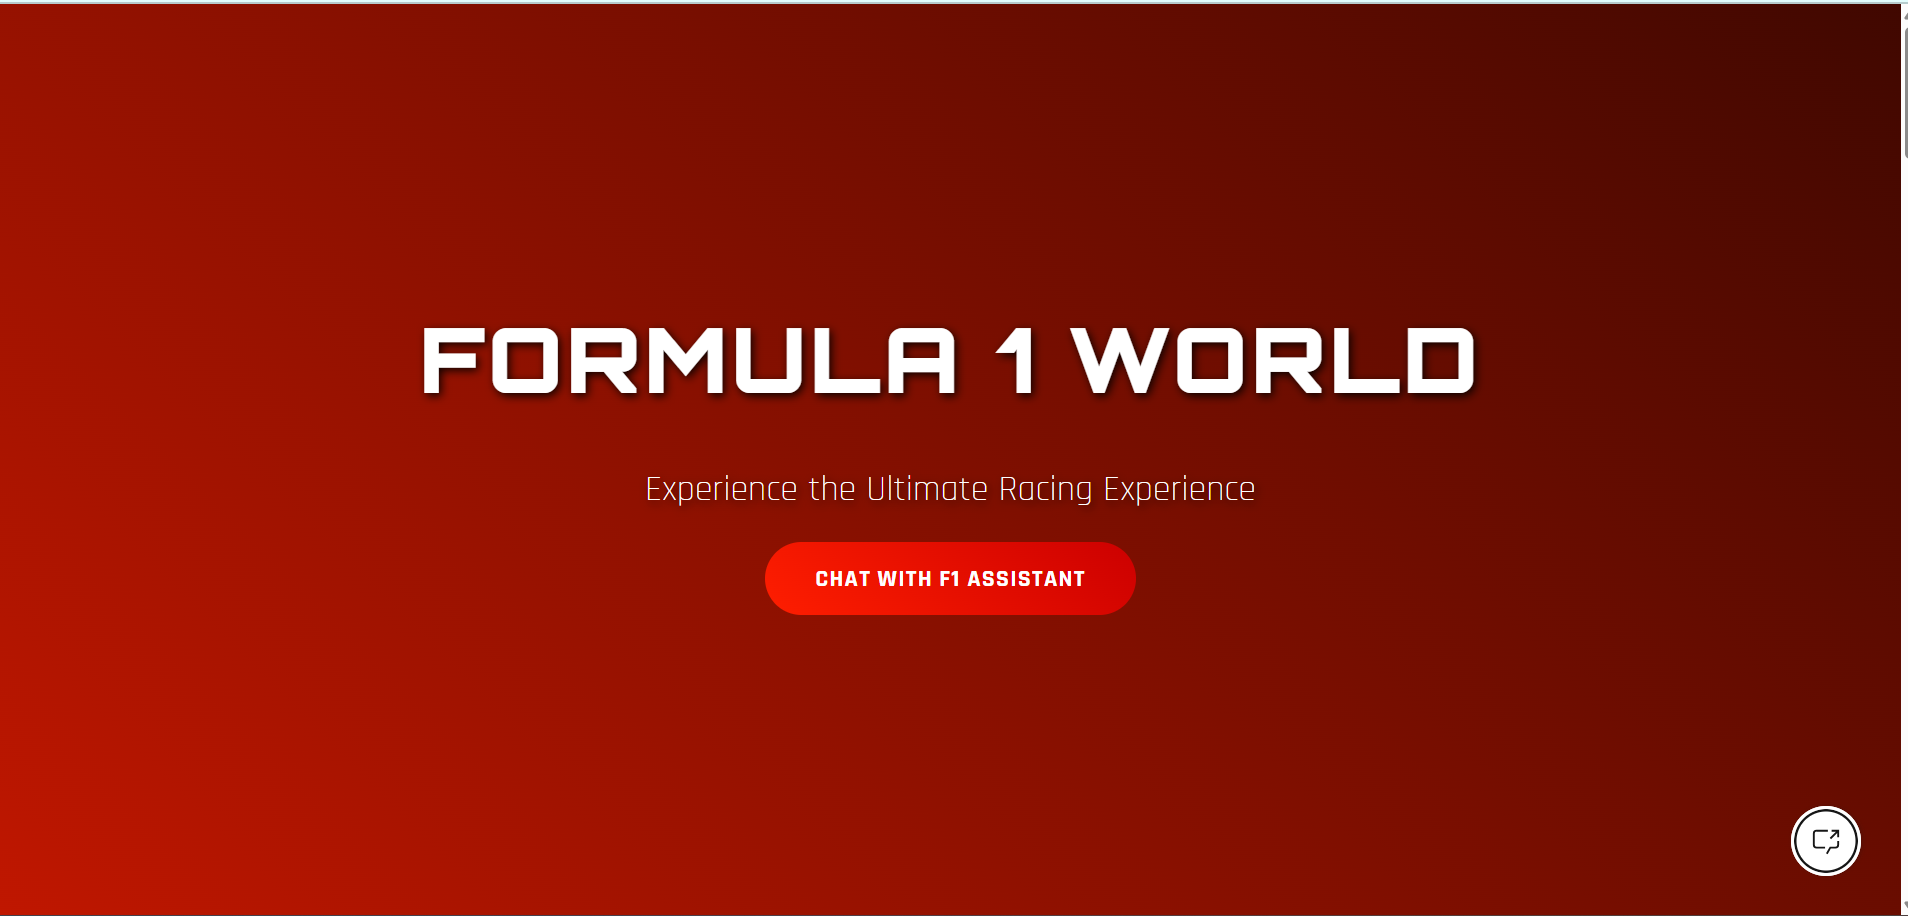 FORMULA 1 WORLD
Experience the Ultimate Racing Experience
CHAT WITH F1 ASSISTANT